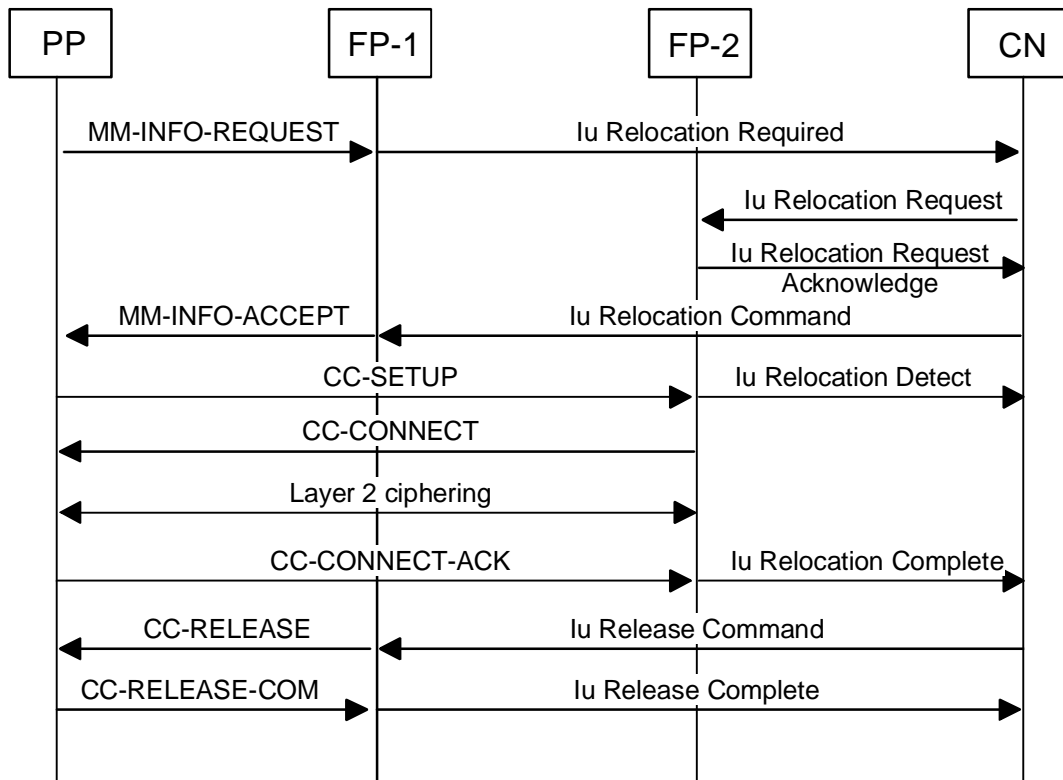 PP
FP-1
FP-2
CN
MM-INFO-REQUEST
Iu Relocation Required
Iu Relocation Request
Iu Relocation Request
Acknowledge
MM-INFO-ACCEPT
Iu Relocation Command
CC-SETUP
Iu Relocation Detect
CC-CONNECT
Layer 2 ciphering
CC-CONNECT-ACK
Iu Relocation Complete
CC-RELEASE
Iu Release Command
CC-RELEASE-COM
Iu Release Complete